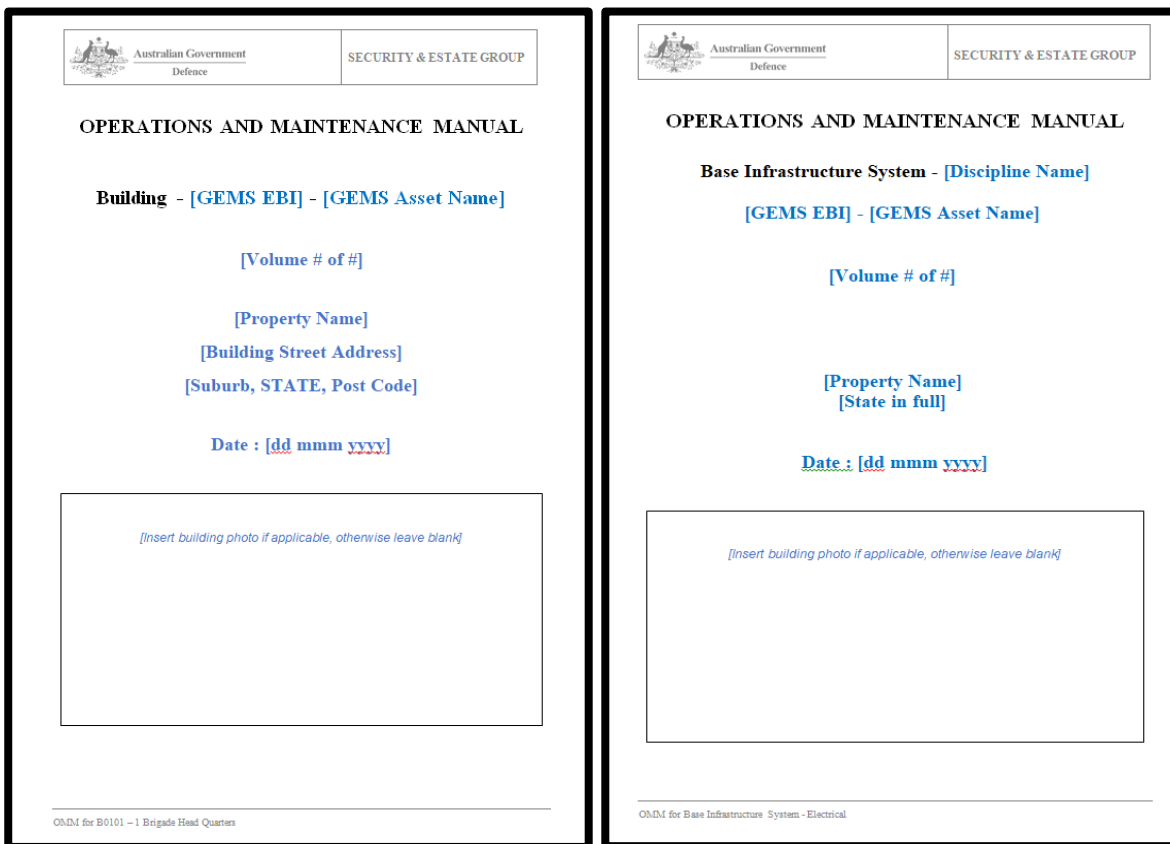 Australian Government
Defence
SECURITY & ESTATE GROUP
OPERATIONS AND MAINTENANCE MANUAL
Building - [GEMS EBI] - [GEMS Asset Name]
[Volume # of #]
[Property Name]
[Building Street Address]
[Suburb, STATE, Post Code]
Date : [dd mmm yyyy]
[Insert building photo if applicable, otherwise leave blank]
OMM for B0101 – 1 Brigade Head Quarters
Australian Government
Defence
SECURITY & ESTATE GROUP
OPERATIONS AND MAINTENANCE MANUAL
Base Infrastructure System - [Discipline Name]
[GEMS EBI] - [GEMS Asset Name]
[Volume # of #]
[Property Name]
[State in full]
Date : [dd mmm yyyy]
[Insert building photo if applicable, otherwise leave blank]
OMM for Base Infrastructure System - Electrical